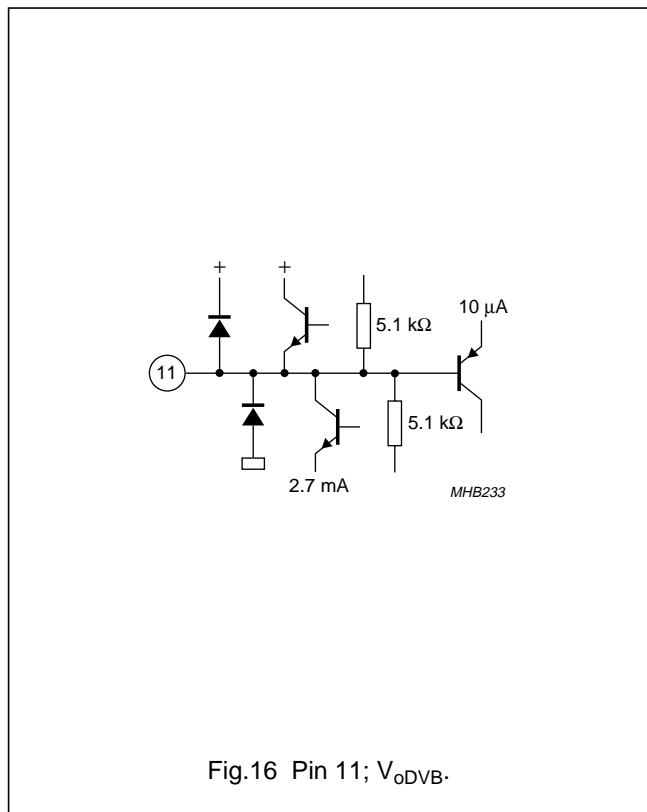 + +
5.1 kΩ
10 μA
11
5.1 kΩ
2.7 mA
MHB233
Fig.16 Pin 11; VoDVB.